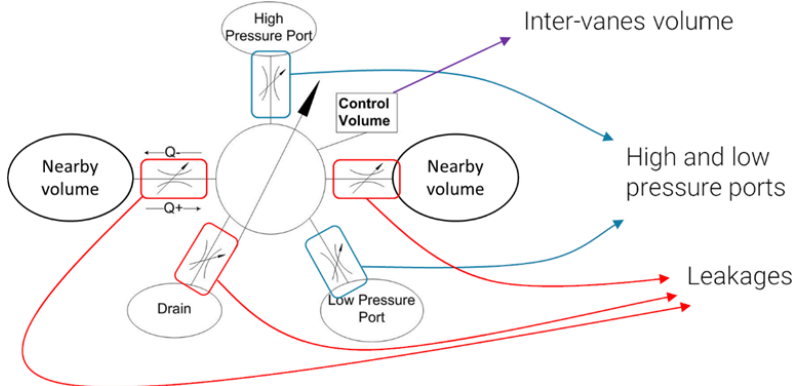 High
Pressure Port
Inter-vanes volume
Control
Volume
Q-
Nearby
volume
Nearby
volume
High and low
pressure ports
Q+
Leakages
Drain
Low Pressure
Port